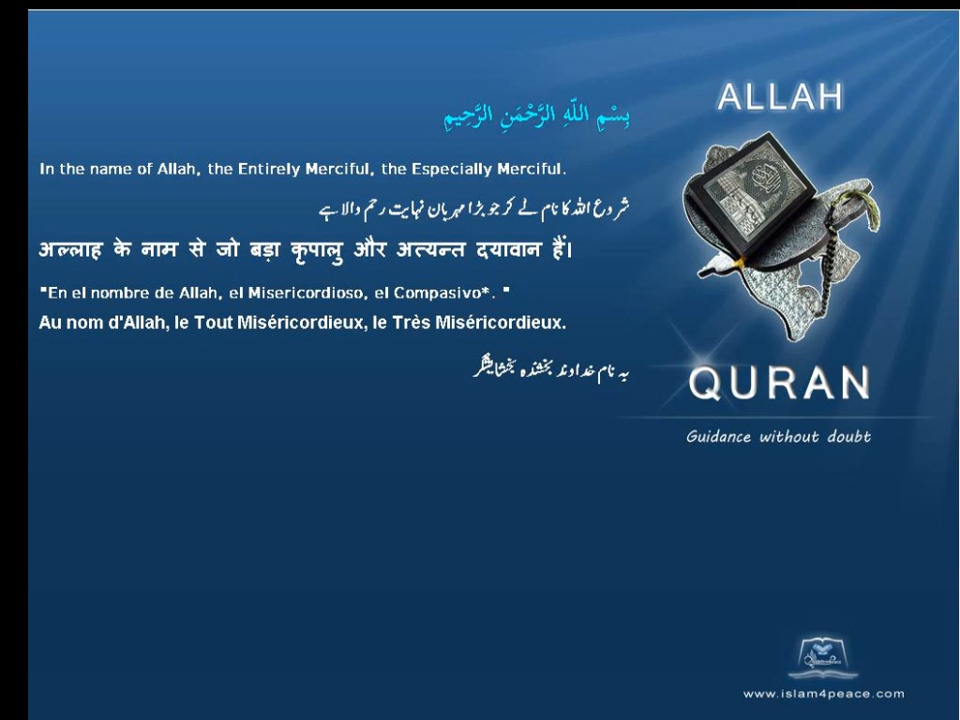 بِسْمِ اللَّهِ الرَّحْمَنِ الرَّحِيمِ
In the name of Allah, the Entirely Merciful, the Especially Merciful.
شروع اللہ کا نام لے کر جو بڑا مہربان نہایت رحم والا ہے
अल्लाह के नाम से जो बड़ा कृपालु और अत्यन्त दयावान हैं।
"En el nombre de Allah, el Misericordioso, el Compasivo*. "
Au nom d'Allah, le Tout Miséricordieux, le Très Miséricordieux.
به نام خداوند بخشنده بخشایشگر
ALLAH
QURAN
Guidance without doubt
www.islam4peace.com